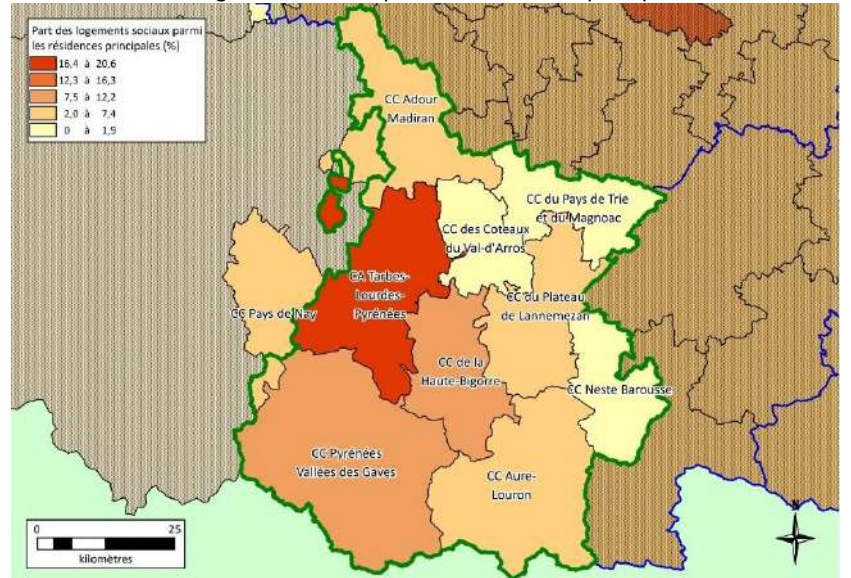 Part des logements sociaux parmi
les résidences principales (%)
16,4 à 20,6
12,3 à 16,3
7,5 à 12,2
2,0 à 7,4
0 à 1,9
CC Adour
Madiran
CC du Pays de Trie
et du Magnoac
CC des Coteaux
du Val-d'Arros
CA Tarbes-
Lourdes-
Pyrénées
CC Pays de Nay
CC du Plateau
de Lannemezan
CC de la
Haute-Bigorre
CC Neste Barousse
CC Pyrénées
Vallées des Gaves
CC Aure-
Louron
0 25
kilomètres
N